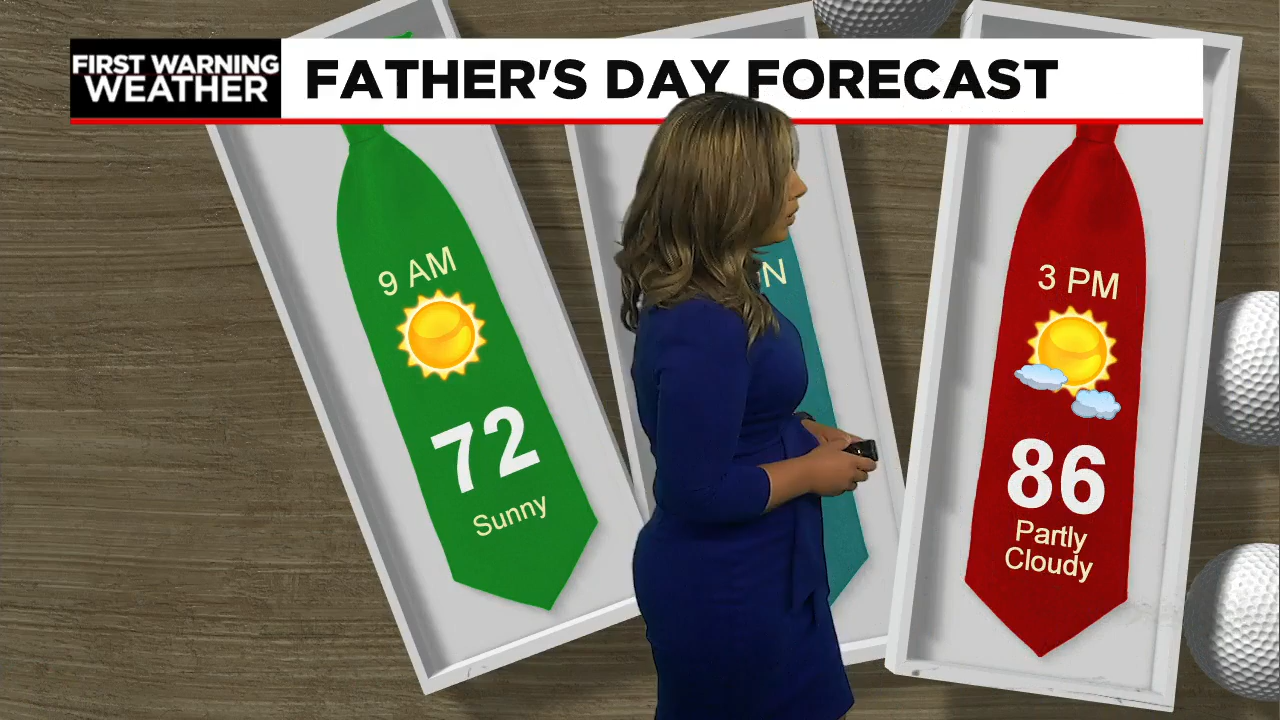 FIRST WARNING
WEATHER
FATHER'S DAY FORECAST
9 AM
72
Sunny
N
3 PM
86
Partly
Cloudy